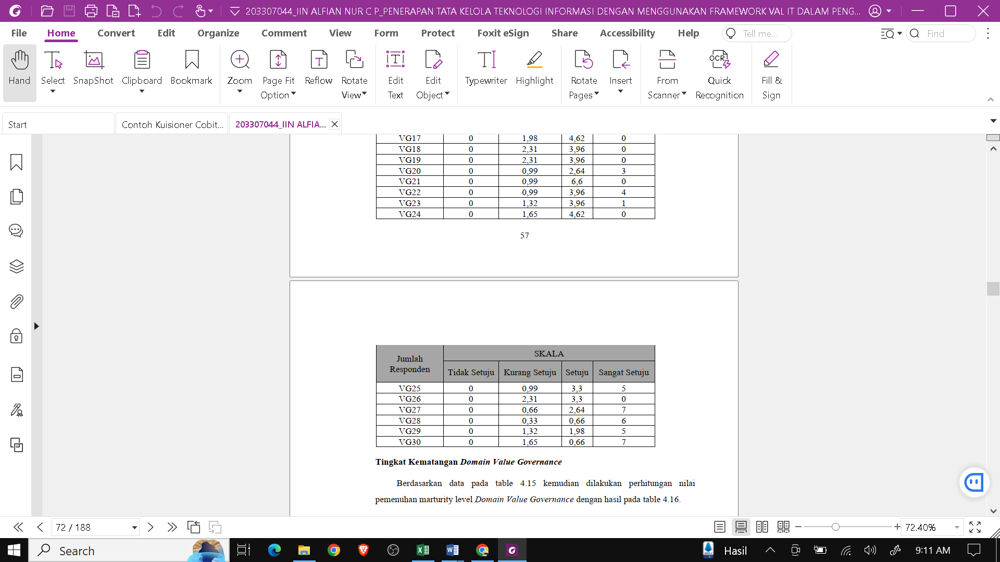 203307044_IIN ALFIAN NUR C P_PENERAPAN TATA KELOLA TEKNOLOGI INFORMASI DENGAN MENGGUNAKAN FRAMEWORK VAL IT DALAM PENG...
File Home Convert Edit Organize Comment View Form Protect Foxit eSign Share Accessibility Help Tell me... Find
Hand Select SnapShot Clipboard Bookmark Zoom Page Fit Option Reflow Rotate View Edit Text Edit Object Typewriter Highlight Rotate Pages Insert From Scanner Quick Recognition Fill & Sign
OCR
Start Contoh Kuisioner Cobit... 203307044_IIN ALFIA...
VG17 0 1,98 4,62 0
VG18 0 2,31 3,96 0
VG19 0 2,31 3,96 0
VG20 0 0,99 2,64 3
VG21 0 0,99 6,6 0
VG22 0 0,99 3,96 4
VG23 0 1,32 3,96 1
VG24 0 1,65 4,62 0
57
Jumlah Responden SKALA
Tidak Setuju Kurang Setuju Setuju Sangat Setuju
VG25 0 0,99 3,3 5
VG26 0 2,31 3,3 0
VG27 0 0,66 2,64 7
VG28 0 0,33 0,66 6
VG29 0 1,32 1,98 5
VG30 0 1,65 0,66 7
Tingkat Kematangan Domain Value Governance
Berdasarkan data pada table 4.15 kemudian dilakukan perhitungan nilai
pemenuhan marturity level Domain Value Governance dengan hasil pada table 4.16.
72 / 188 72.40%
Search Hasil 9:11 AM